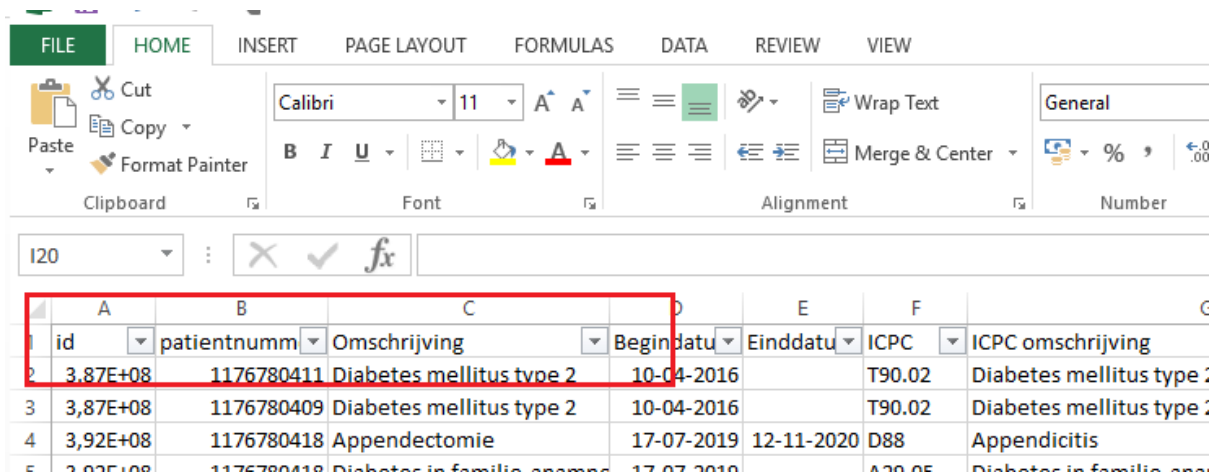 FILE HOME INSERT PAGE LAYOUT FORMULAS DATA REVIEW VIEW
Cut
Copy
Paste
Format Painter
Calibri 11 A A
Wrap Text
General
B I U A
Merge & Center
% , .00
Clipboard Font Alignment Number
I20 fx
A B C D E F G
1 id patientnumm Omschrijving Begindatu Einddatu ICPC ICPC omschrijving
2 3,87E+08 1176780411 Diabetes mellitus type 2 10-04-2016 T90.02 Diabetes mellitus type 2
3 3,87E+08 1176780409 Diabetes mellitus type 2 10-04-2016 T90.02 Diabetes mellitus type 2
4 3,92E+08 1176780418 Appendectomie 17-07-2019 12-11-2020 D88 Appendicitis